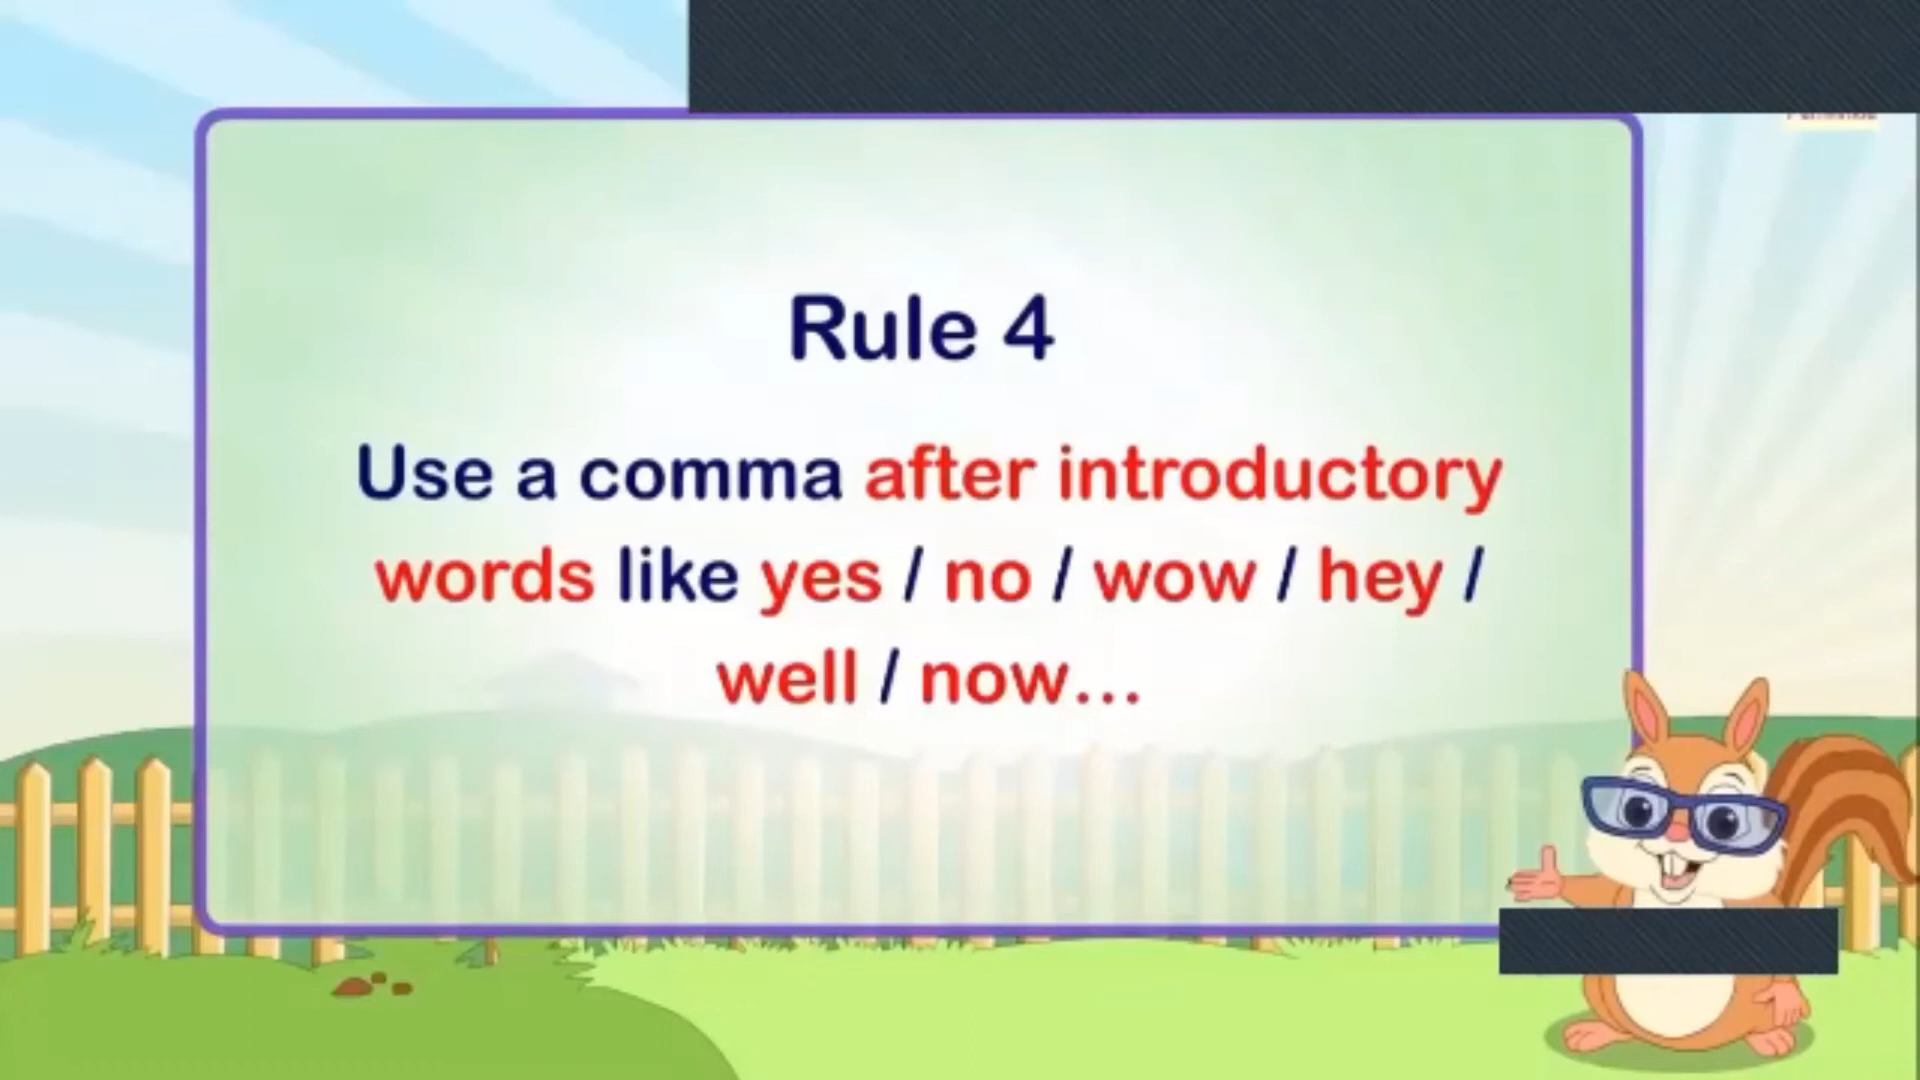 Rule 4
Use a comma after introductory
words like yes / no / wow / hey /
well / now...